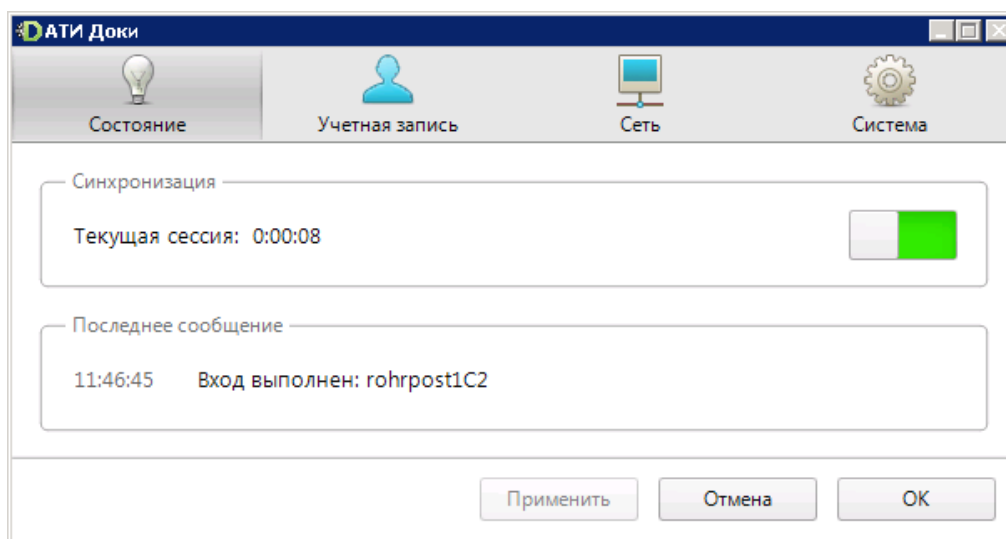 DАТИ Доки
Состояние
Учетная запись
Сеть
Система
Синхронизация
Текущая сессия: 0:00:08
Последнее сообщение
11:46:45 Вход выполнен: rohrpost1C2
Применить
Отмена
OK